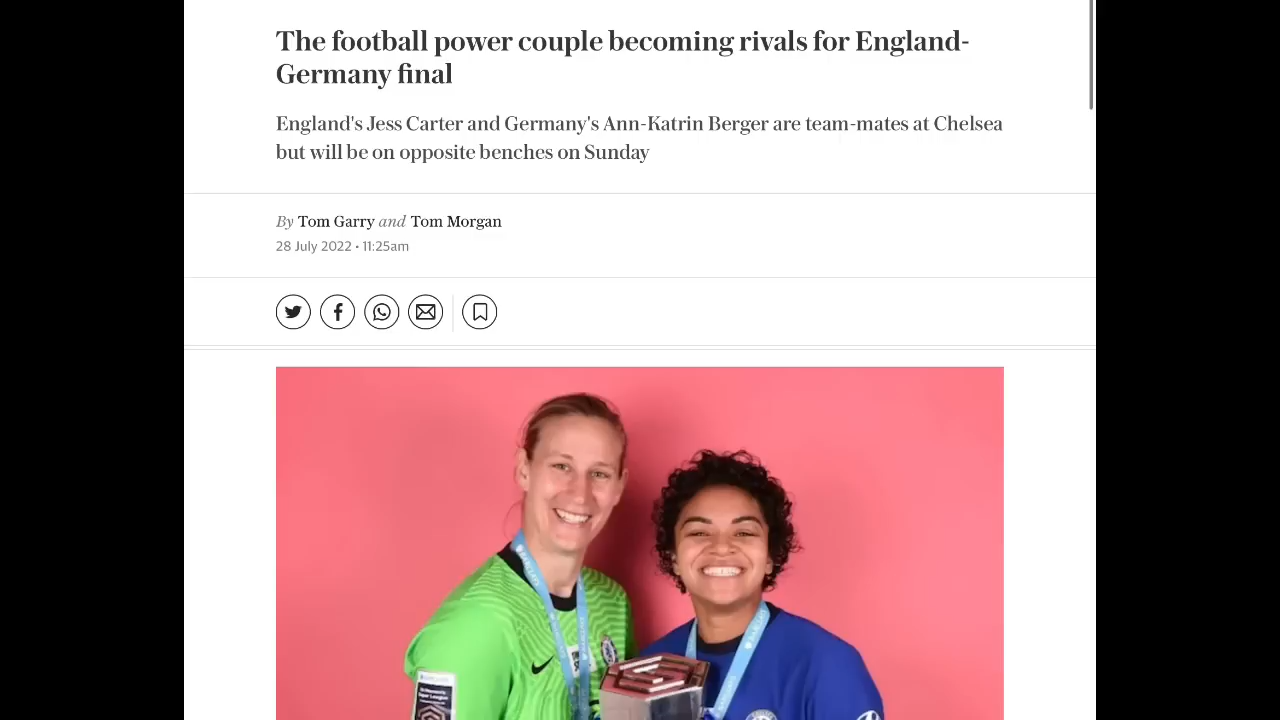 The football power couple becoming rivals for England-
Germany final
England's Jess Carter and Germany's Ann-Katrin Berger are team-mates at Chelsea
but will be on opposite benches on Sunday
By Tom Garry and Tom Morgan
28 July 2022 • 11:25am